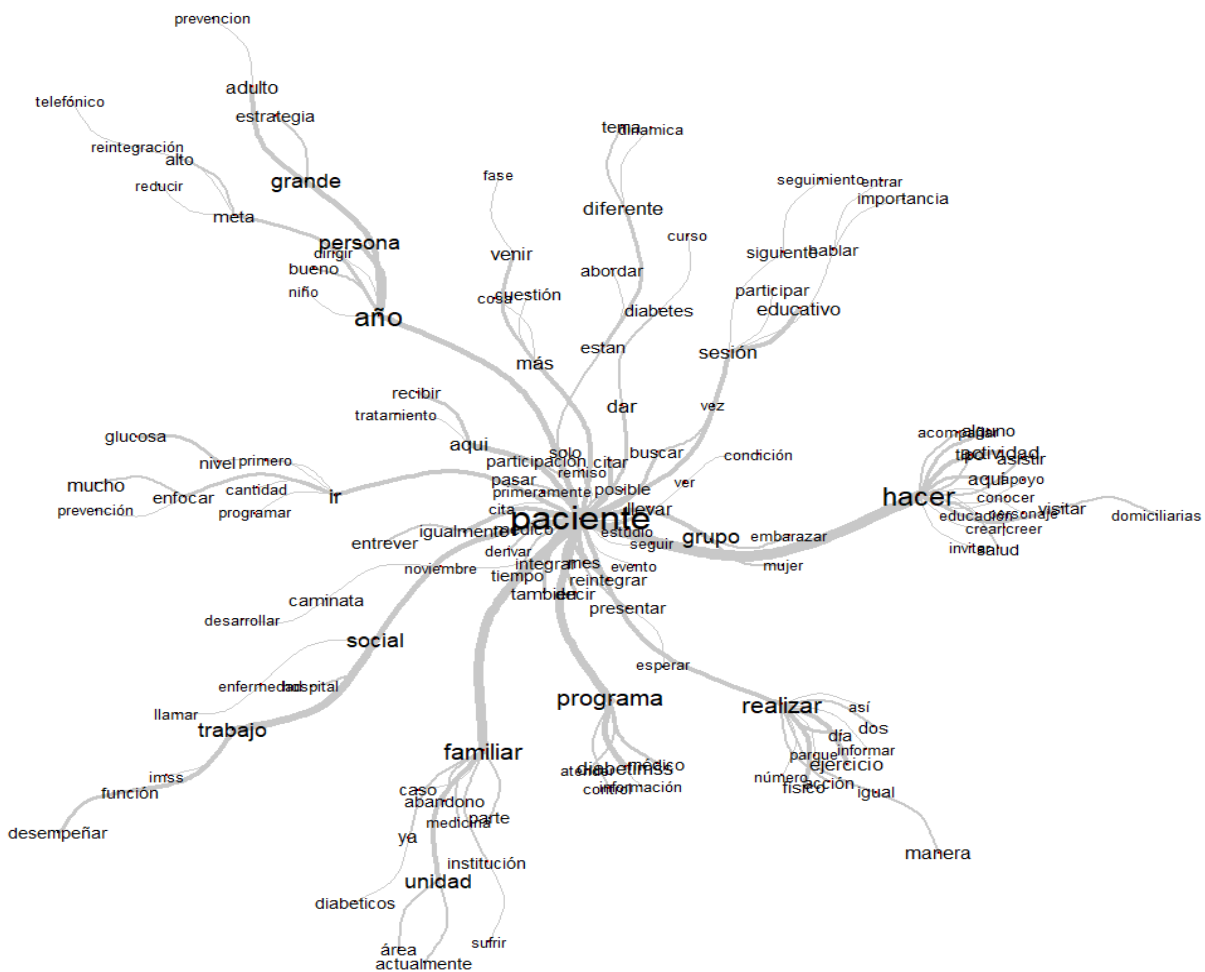 prevencion
adulto
telefónico
estrategia
tema
dinamica
reintegración
alto
fase
seguimiento
entrar
grande
reducir
importancia
meta
diferente
persona
curso
dirigir
venir
siguiente
hablar
bueno
abordar
niño
cosa
cuestión
participar
año
diabetes
educativo
estan
sesión
más
recibir
dar
vez
tratamiento
acompañar
alguno
glucosa
aqui
solo
buscar
condición
tipo
actividad
asistir
nivel
primero
participación
citar
remiso
mucho
pasar
ver
aquí
apoyo
enfocar
cantidad
ir
primeramente
posible
hacer
conocer
prevención
programar
cita
llevar
visitar
paciente
educación
personaje
domiciliarias
igualmente
médico
estudio
grupo
embarazar
crear
creer
entrever
seguir
derivar
invitar
salud
noviembre
integrar
mes
evento
mujer
tiempo
reintegrar
caminata
también
decir
presentar
desarrollar
social
esperar
enfermedad
hospital
programa
realizar
así
llamar
trabajo
dos
día
familiar
parque
informar
diabetimss
médico
ejercicio
imss
atender
número
función
caso
control
información
físico
acción
igual
abandono
medicina
parte
desempeñar
ya
manera
institución
unidad
diabeticos
sufrir
área
actualmente